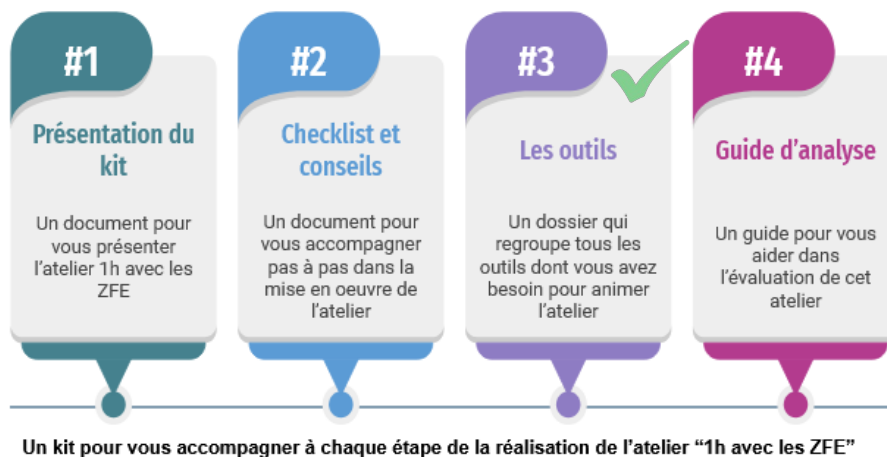 #1
Présentation du
kit
Un document pour
vous présenter
l'atelier 1h avec les
ZFE
#2
Checklist et
conseils
Un document pour
vous accompagner
pas à pas dans la
mise en oeuvre de
l'atelier
#3
Les outils
Un dossier qui
regroupe tous les
outils dont vous avez
besoin pour animer
l'atelier
#4
Guide d'analyse
Un guide pour vous
aider dans
l'évaluation de cet
atelier
Un kit pour vous accompagner à chaque étape de la réalisation de l'atelier “1h avec les ZFE”